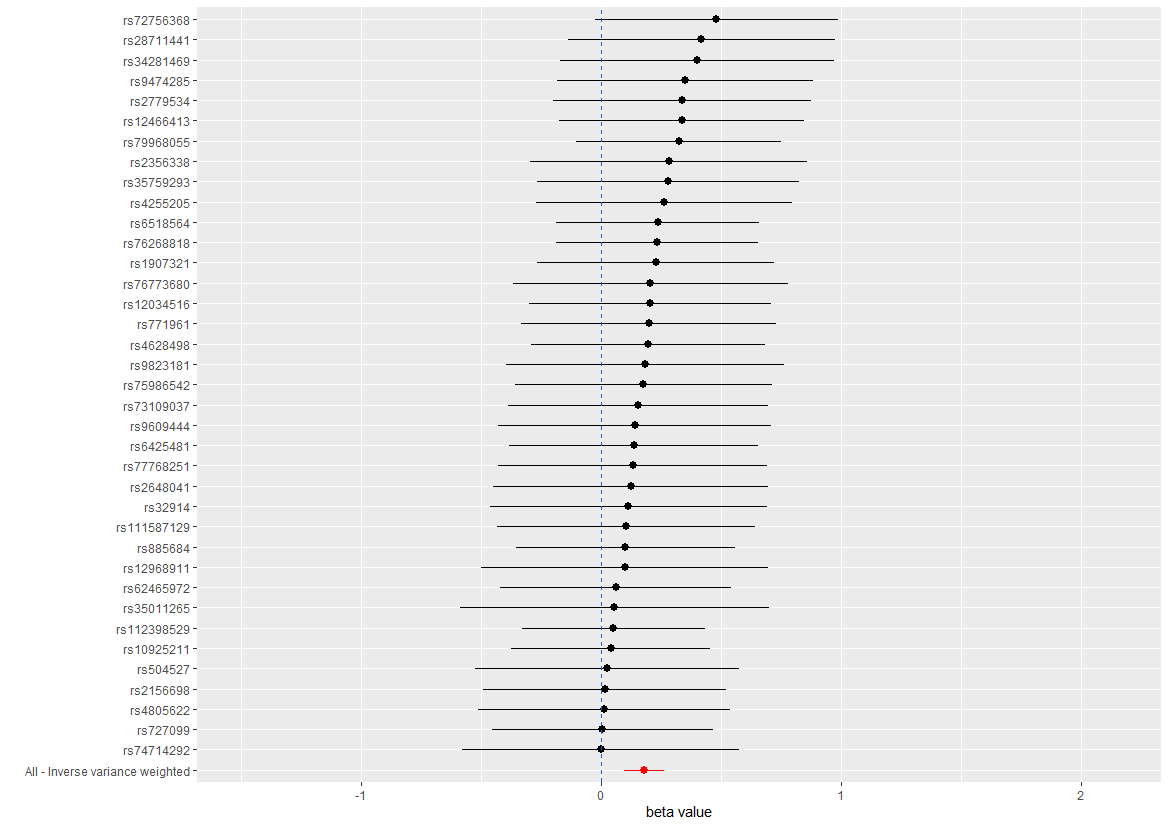 rs72756368
rs28711441
rs34281469
rs9474285
rs2779534
rs12466413
rs79968055
rs2356338
rs35759293
rs4255205
rs6518564
rs76268818
rs1907321
rs76773680
rs12034516
rs771961
rs4628498
rs9823181
rs75986542
rs73109037
rs9609444
rs6425481
rs77768251
rs2648041
rs32914
rs111587129
rs885684
rs12968911
rs62465972
rs35011265
rs112398529
rs10925211
rs504527
rs2156698
rs4805622
rs727099
rs74714292
All - Inverse variance weighted
-1 0 1 2
beta value